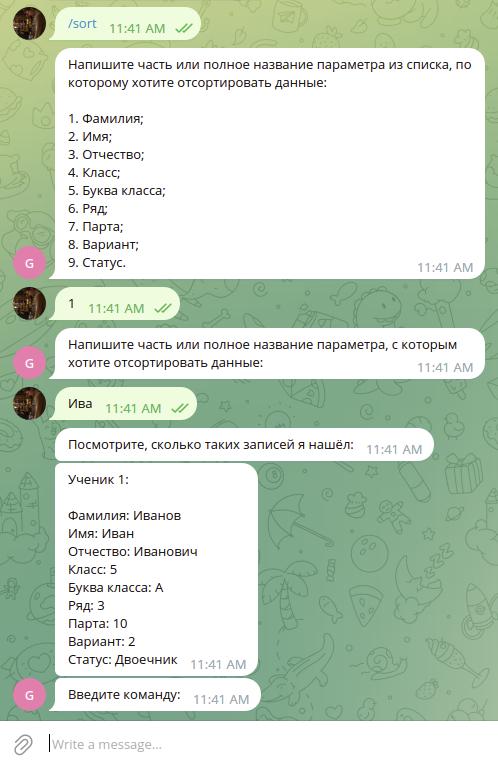 /sort 11:41 AM
Напишите часть или полное название параметра из списка, по
которому хотите отсортировать данные:
1. Фамилия;
2. Имя;
3. Отчество;
4. Класс;
5. Буква класса;
6. Ряд;
7. Парта;
8. Вариант;
9. Статус.
G
11:41 AM
1 11:41 AM
Напишите часть или полное название параметра, с которым
хотите отсортировать данные:
G
11:41 AM
Ива 11:41 AM
Посмотрите, сколько таких записей я нашёл: 11:41 AM
Ученик 1:
Фамилия: Иванов
Имя: Иван
Отчество: Иванович
Класс: 5
Буква класса: А
Ряд: 3
Парта: 10
Вариант: 2
Статус: Двоечник 11:41 AM
G
Введите команду: 11:41 AM
Write a message...